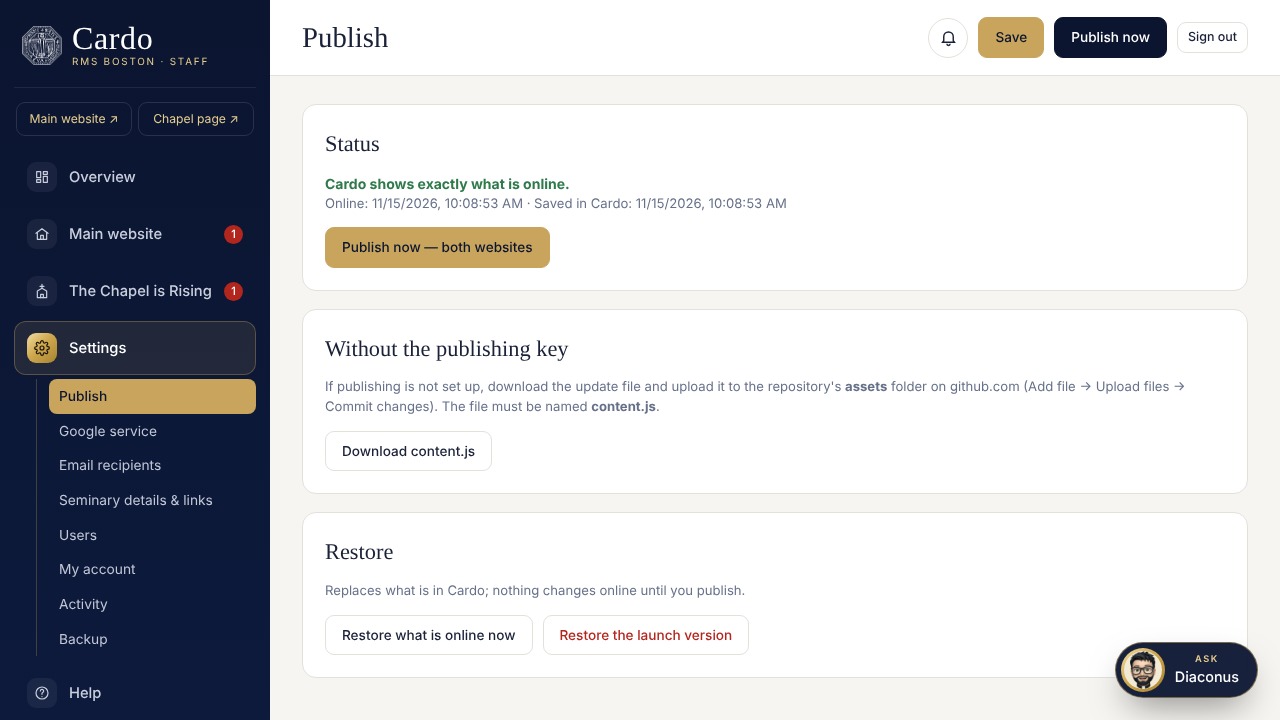 Cardo
RMS BOSTON · STAFF
Main website ↗
Chapel page ↗
Overview
Main website 1
The Chapel is Rising 1
Settings
Publish
Google service
Email recipients
Seminary details & links
Users
My account
Activity
Backup
Help
Publish
Save
Publish now
Sign out
Status
Cardo shows exactly what is online.
Online: 11/15/2026, 10:08:53 AM · Saved in Cardo: 11/15/2026, 10:08:53 AM
Publish now — both websites
Without the publishing key
If publishing is not set up, download the update file and upload it to the repository's assets folder on github.com (Add file → Upload files →
Commit changes). The file must be named content.js.
Download content.js
Restore
Replaces what is in Cardo; nothing changes online until you publish.
Restore what is online now
Restore the launch version
ASK
Diaconus